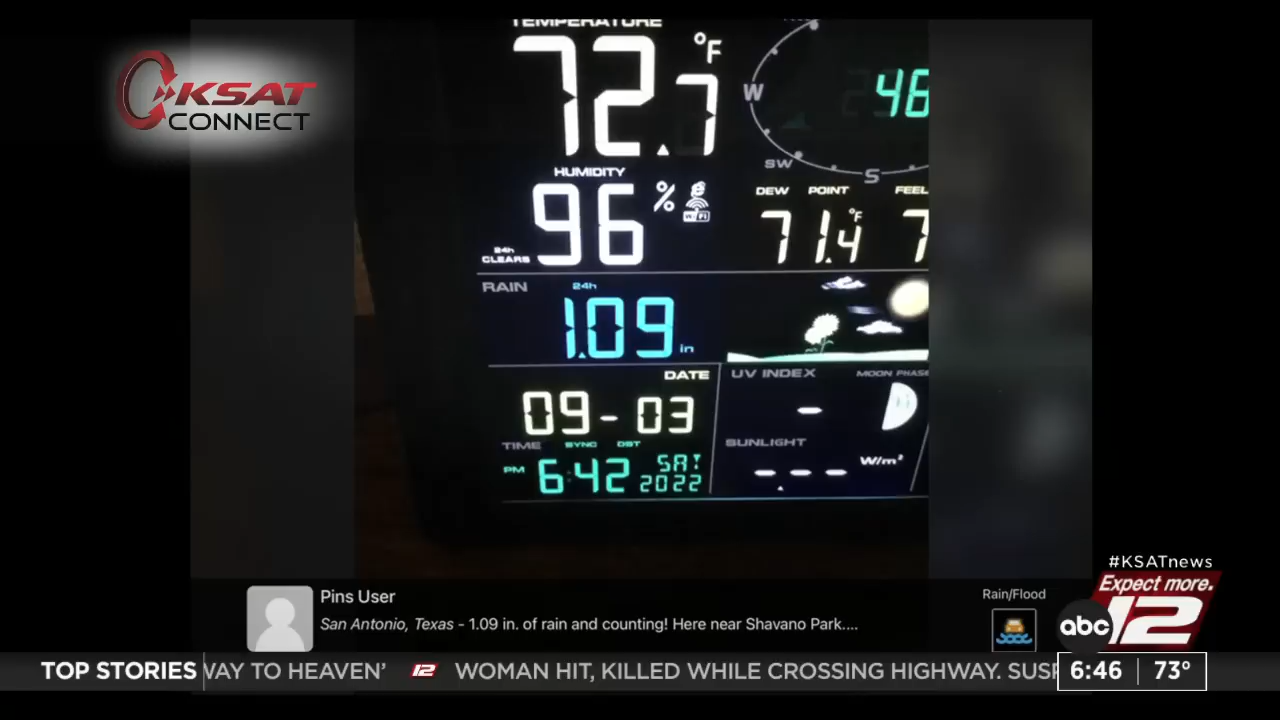 KSAT
CONNECT
TEMPERATURE
72.7 °F
W
46
SW
S
HUMIDITY
96 %
WiFi
24h
CLEARS
DEW POINT
71.4 °F
FEEL
7
RAIN
24h
1.09 in
DATE
09-03
TIME SYNC DST
PM 6:42 SAT
2022
UV INDEX
-
MOON PHASE
SUNLIGHT
--.- W/m²
#KSATnews
Expect more.
abc 12
Pins User
San Antonio, Texas - 1.09 in. of rain and counting! Here near Shavano Park....
Rain/Flood
TOP STORIES WAY TO HEAVEN' 12 WOMAN HIT, KILLED WHILE CROSSING HIGHWAY. SUSP
6:46 73°